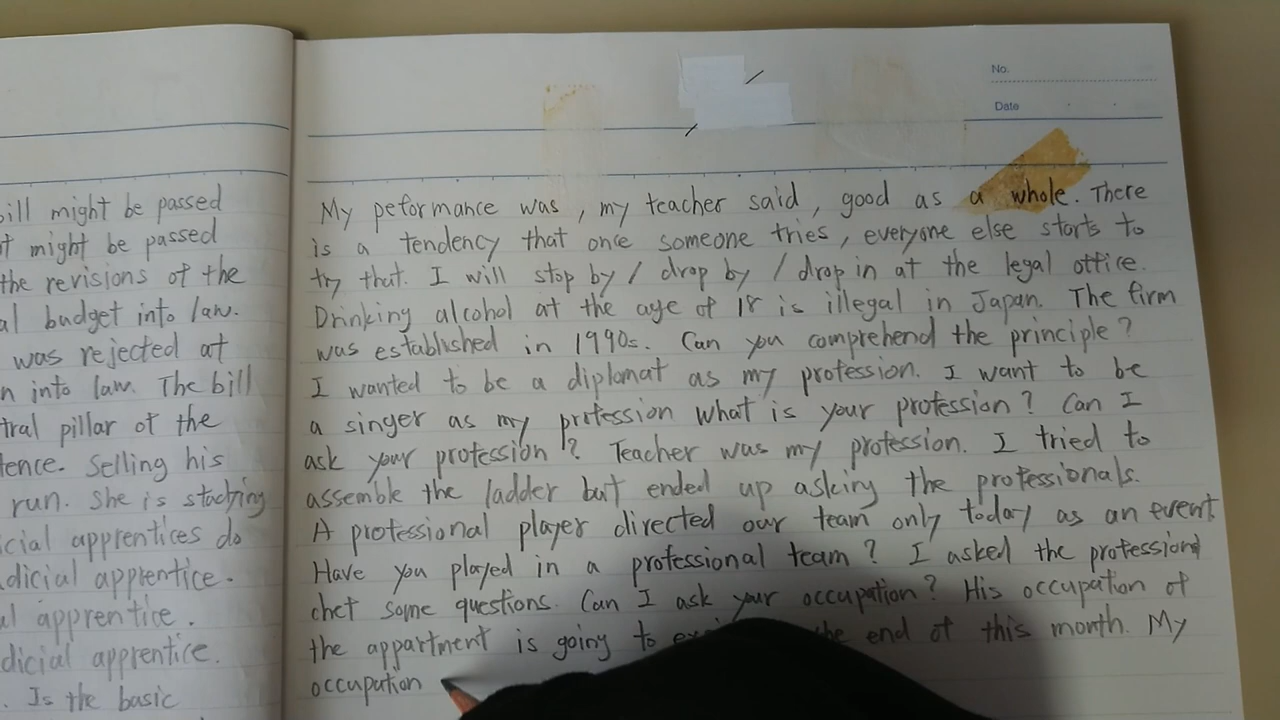 No.
Date
bill might be passed
might be passed
the revisions of the
budget into law.
was rejected at
into law. The bill
pillar of the
Selling his
run. She is studying
apprentices do
apprentice.
apprentice.
apprentice.
. Is the basic
My peformance was, my teacher said, good as a whole. There
is a tendency that once someone tries, everyone else starts to
try that. I will stop by / drop by / drop in at the legal office.
Drinking alcohol at the age of 18 is illegal in Japan. The firm
was established in 1990s. Can you comprehend the principle?
I wanted to be a diplomat as my profession. I want to be
a singer as my profession what is your profession? Can I
ask your profession? Teacher was my profession. I tried to
assemble the ladder but ended up asking the professionals.
A professional player directed our team only today as an event.
Have you played in a professional team? I asked the professional
chef some questions. Can I ask your occupation? His occupation of
the appartment is going to the end of this month. My
occupation